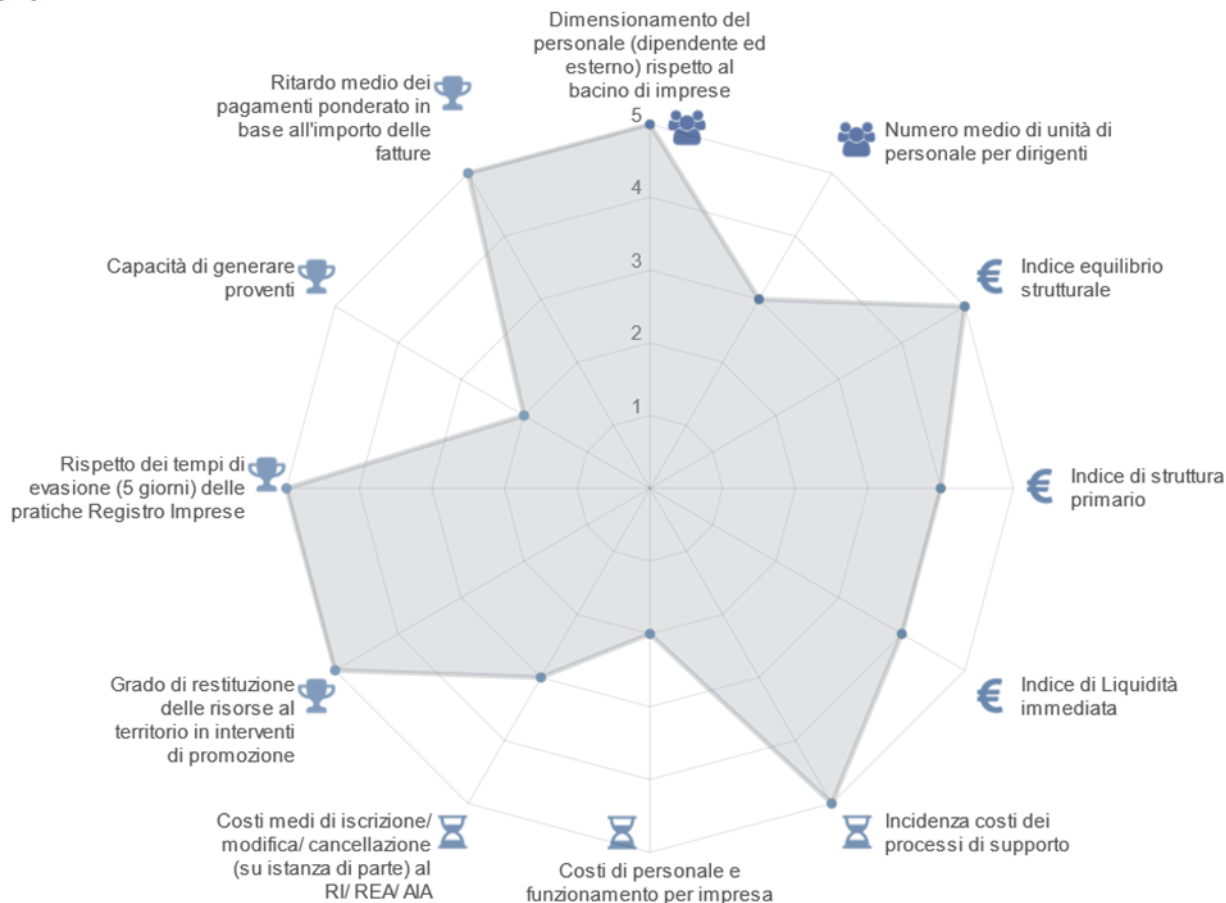 Dimensionamento del
personale (dipendente ed
esterno) rispetto al
bacino di imprese
Numero medio di unità di
personale per dirigenti
Indice equilibrio
strutturale
Indice di struttura
primario
Indice di Liquidità
immediata
Incidenza costi dei
processi di supporto
Costi di personale e
funzionamento per impresa
Costi medi di iscrizione/
modifica/ cancellazione
(su istanza di parte) al
RI/ REA/ AIA
Grado di restituzione
delle risorse al
territorio in interventi
di promozione
Rispetto dei tempi di
evasione (5 giorni) delle
pratiche Registro Imprese
Capacità di generare
proventi
Ritardo medio dei
pagamenti ponderato in
base all'importo delle
fatture
5
4
3
2
1